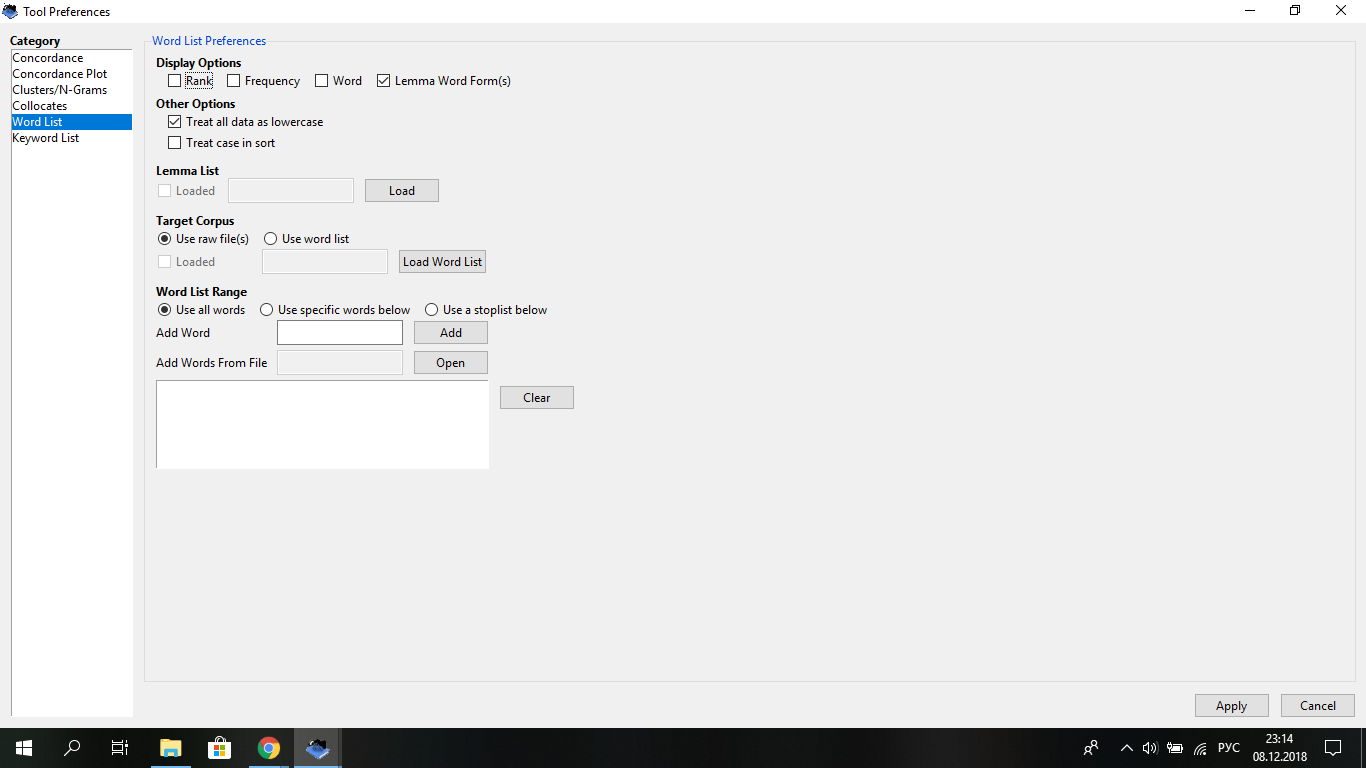 Tool Preferences
Category
Concordance
Concordance Plot
Clusters/N-Grams
Collocates
Word List
Keyword List
Word List Preferences
Display Options
Rank Frequency Word Lemma Word Form(s)
Other Options
Treat all data as lowercase
Treat case in sort
Lemma List
Loaded Load
Target Corpus
Use raw file(s) Use word list
Loaded Load Word List
Word List Range
Use all words Use specific words below Use a stoplist below
Add Word Add
Add Words From File Open
Clear
Apply Cancel
РУС
23:14
08.12.2018